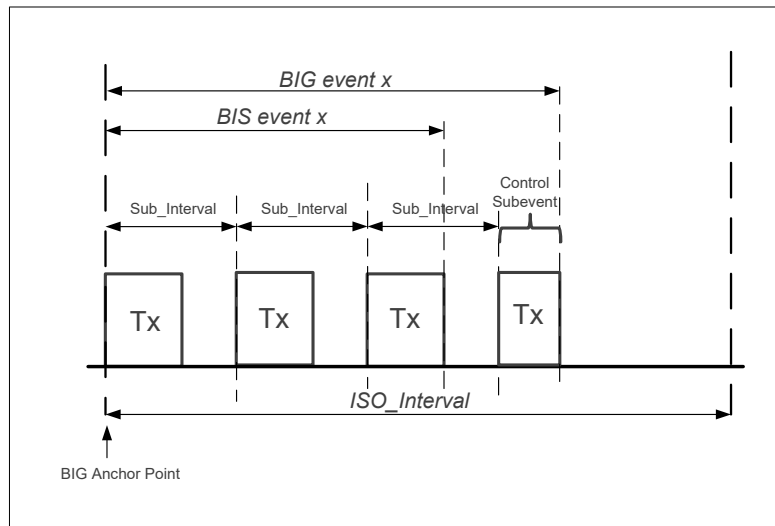 BIG event x
BIS event x
Control
Subevent
Sub_Interval
Sub_Interval
Sub_Interval
Tx
Tx
Tx
Tx
ISO_Interval
BIG Anchor Point